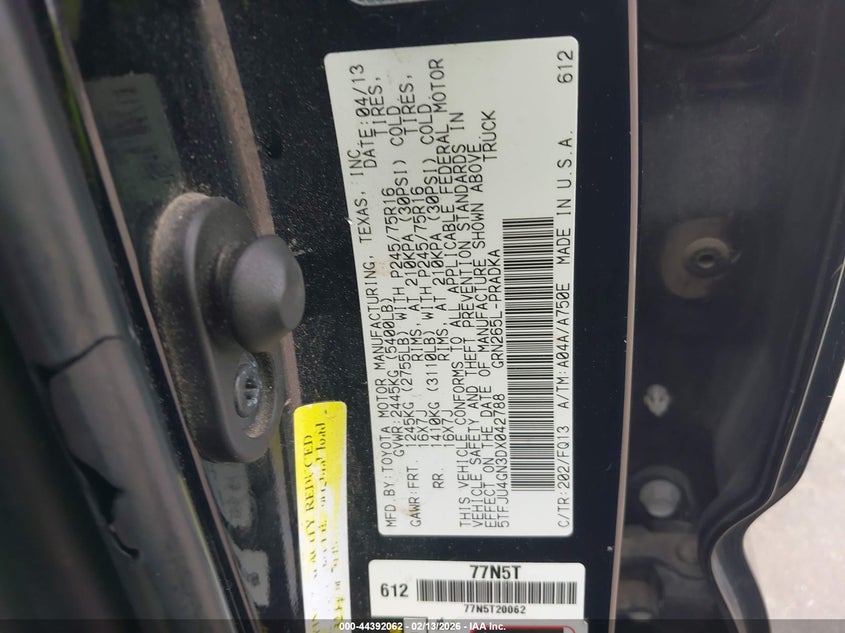 MFD.BY: TOYOTA MOTOR MANUFACTURING, TEXAS, INC.
GVWR: 2445KG (5400LB) DATE: 04/13
GAWR: FRT. 1245KG (2755LB) WITH P245/75R16 TIRES,
16X7J RIMS, AT 210KPA (30PSI) COLD
RR. 1410KG (3110LB) WITH P245/75R16 TIRES,
16X7J RIMS, AT 210KPA (30PSI) COLD
THIS VEHICLE CONFORMS TO ALL APPLICABLE FEDERAL MOTOR
VEHICLE SAFETY AND THEFT PREVENTION STANDARDS IN
EFFECT ON THE DATE OF MANUFACTURE SHOWN ABOVE.
5TFJU4GN3DX042788 TRUCK
GRN265L-PRADKA
C/TR:202/FQ13 A/TM:A04A/A750E MADE IN U.S.A. 612
REDUCED
612 77N5T
77N5T20062
000-44392062 - 02/13/2026 - IAA Inc.